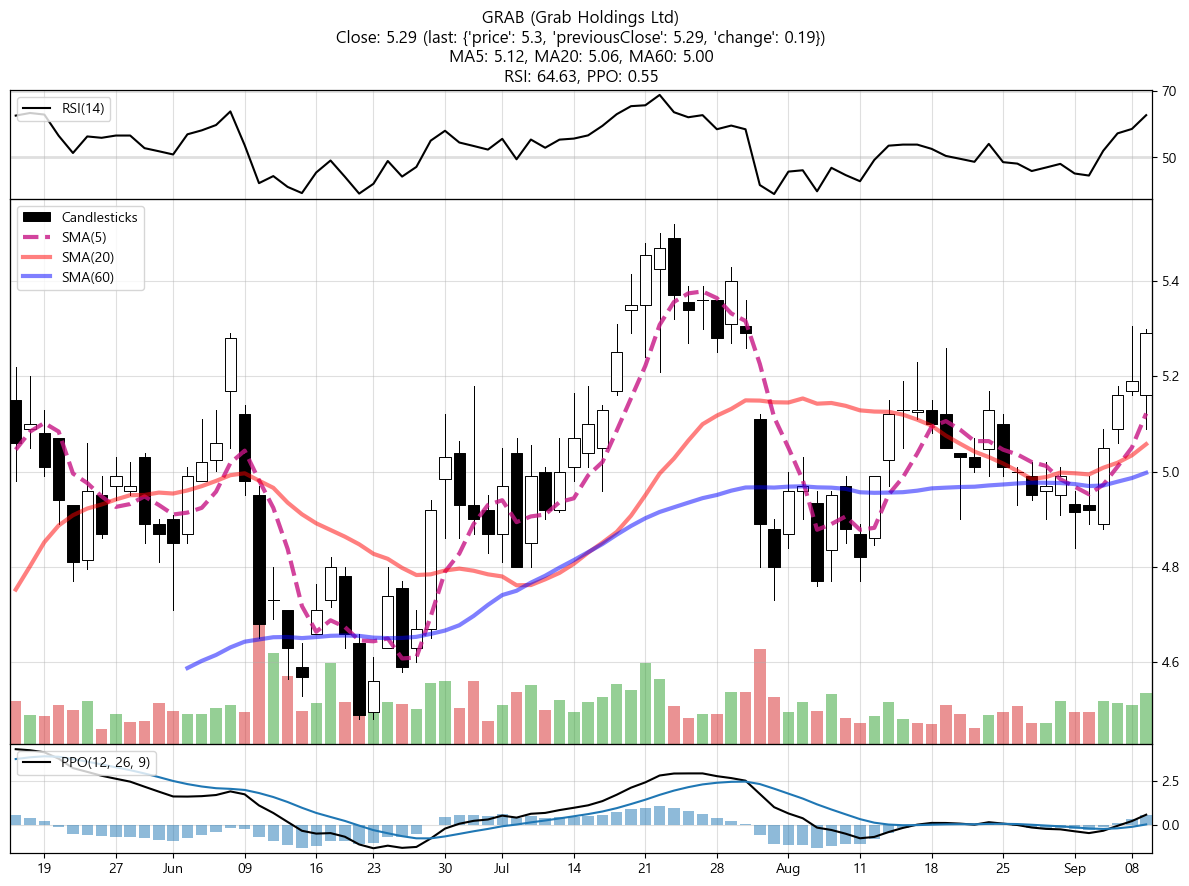 GRAB (Grab Holdings Ltd)
Close: 5.29 (last: {'price': 5.3, 'previousClose': 5.29, 'change': 0.19})
MA5: 5.12, MA20: 5.06, MA60: 5.00
RSI: 64.63, PPO: 0.55
RSI(14)
70
50
Candlesticks
SMA(5)
SMA(20)
SMA(60)
5.4
5.2
5.0
4.8
4.6
PPO(12, 26, 9)
2.5
0.0
19 27 Jun 09 16 23 30 Jul 14 21 28 Aug 11 18 25 Sep 08